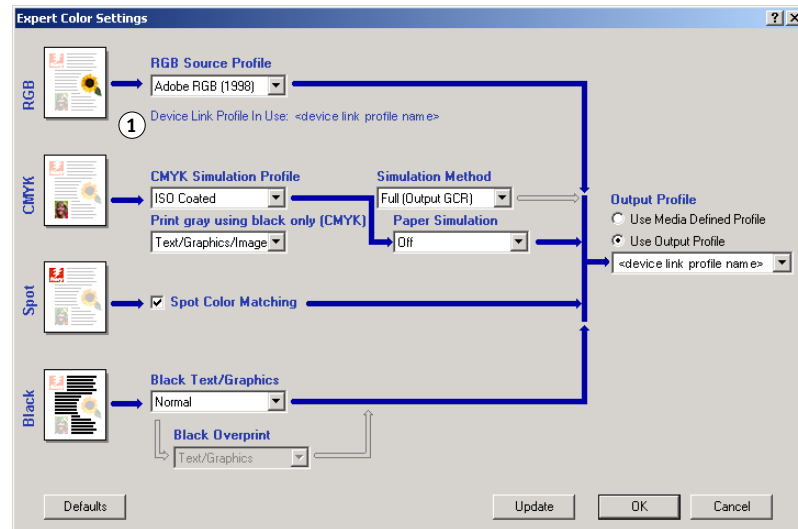 Expert Color Settings
RGB
RGB Source Profile
Adobe RGB (1998)
1
Device Link Profile In Use: <device link profile name>
CMYK
CMYK Simulation Profile
ISO Coated
Simulation Method
Full (Output GCR)
Print gray using black only (CMYK)
Text/Graphics/Image
Paper Simulation
Off
Output Profile
Use Media Defined Profile
Use Output Profile
<device link profile name>
Spot
Spot Color Matching
Black
Black Text/Graphics
Normal
Black Overprint
Text/Graphics
Defaults
Update
OK
Cancel